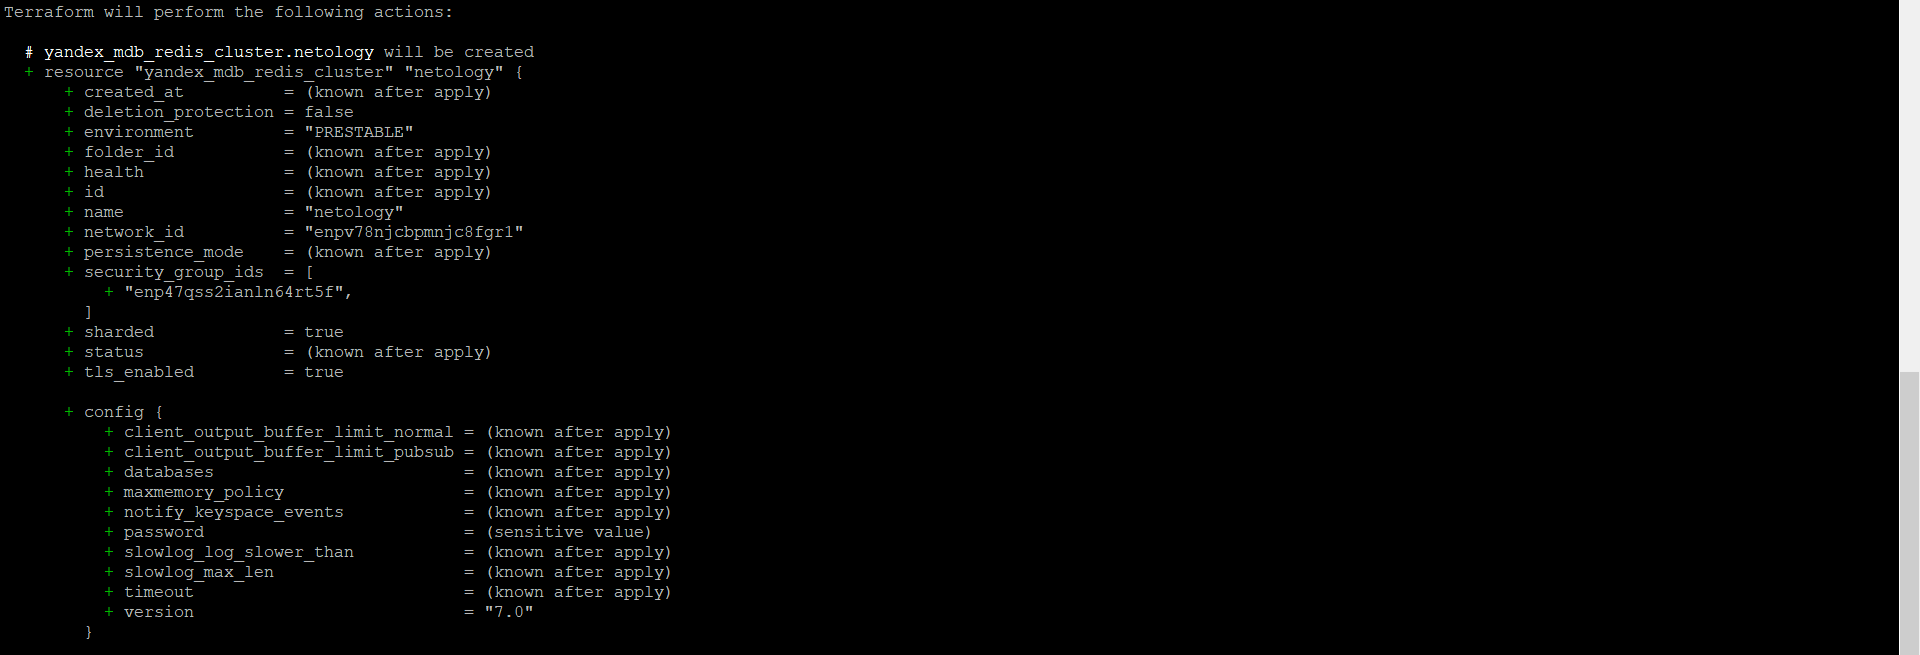 Terraform will perform the following actions:
# yandex_mdb_redis_cluster.netology will be created
+ resource "yandex_mdb_redis_cluster" "netology" {
+ created_at = (known after apply)
+ deletion_protection = false
+ environment = "PRESTABLE"
+ folder_id = (known after apply)
+ health = (known after apply)
+ id = (known after apply)
+ name = "netology"
+ network_id = "enpv78njcbpmnjc8fgr1"
+ persistence_mode = (known after apply)
+ security_group_ids = [
+ "enp47qss2ianln64rt5f",
]
+ sharded = true
+ status = (known after apply)
+ tls_enabled = true
+ config {
+ client_output_buffer_limit_normal = (known after apply)
+ client_output_buffer_limit_pubsub = (known after apply)
+ databases = (known after apply)
+ maxmemory_policy = (known after apply)
+ notify_keyspace_events = (known after apply)
+ password = (sensitive value)
+ slowlog_log_slower_than = (known after apply)
+ slowlog_max_len = (known after apply)
+ timeout = (known after apply)
+ version = "7.0"
}